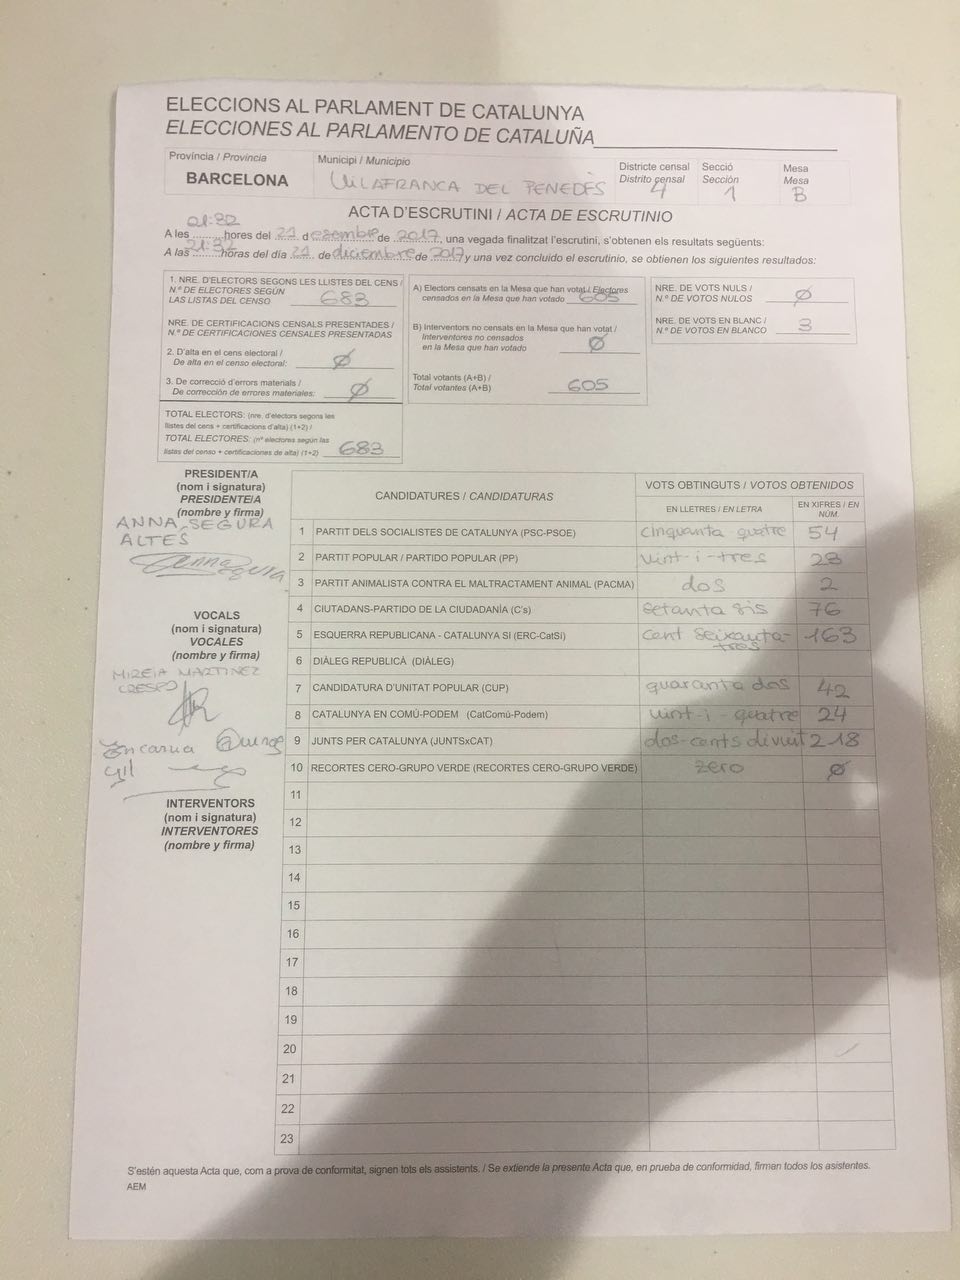 ELECCIONS AL PARLAMENT DE CATALUNYA
ELECCIONES AL PARLAMENTO DE CATALUÑA
Província / Provincia
BARCELONA
Municipi / Municipio
VILAFRANCA DEL PENEDÈS
Districte censal
Distrito censal
4
Secció
Sección
1
Mesa
Mesa
B
ACTA D'ESCRUTINI / ACTA DE ESCRUTINIO
A les 21:32 hores del 21 desembre de 2017, una vegada finalitzat l'escrutini, s'obtenen els resultats següents:
A las 21:32 horas del día 21 de diciembre de 2017 y una vez concluido el escrutinio, se obtienen los siguientes resultados:
1. NRE. D'ELECTORS SEGONS LES LLISTES DEL CENS /
N.º DE ELECTORES SEGÚN
LAS LISTAS DEL CENSO 683
NRE. DE CERTIFICACIONS CENSALS PRESENTADES /
N.º DE CERTIFICACIONES CENSALES PRESENTADAS
2. D'alta en el cens electoral /
De alta en el censo electoral: Ø
3. De correcció d'errors materials /
De corrección de errores materiales: Ø
TOTAL ELECTORS: (nre. d'electors segons les
llistes del cens + certificacions d'alta) (1+2) /
TOTAL ELECTORES: (nº electores según las
listas del censo + certificaciones de alta) (1+2) 683
A) Electors censats en la Mesa que han votat / Electores
censados en la Mesa que han votado 605
B) Interventors no censats en la Mesa que han votat /
Interventores no censados
en la Mesa que han votado Ø
Total votants (A+B) /
Total votantes (A+B) 605
NRE. DE VOTS NULS /
N.º DE VOTOS NULOS Ø
NRE. DE VOTS EN BLANC /
N.º DE VOTOS EN BLANCO 3
PRESIDENT/A
(nom i signatura)
PRESIDENTE/A
(nombre y firma)
ANNA SEGURA
ALTES
VOCALS
(nom i signatura)
VOCALES
(nombre y firma)
MIREIA MARTINEZ
CRESPO
Encarna
Gil
INTERVENTORS
(nom i signatura)
INTERVENTORES
(nombre y firma)
CANDIDATURES / CANDIDATURAS
VOTS OBTINGUTS / VOTOS OBTENIDOS
EN LLETRES / EN LETRA
EN XIFRES / EN NÚM.
1 PARTIT DELS SOCIALISTES DE CATALUNYA (PSC-PSOE) cinquanta quatre 54
2 PARTIT POPULAR / PARTIDO POPULAR (PP) vint-i-tres 23
3 PARTIT ANIMALISTA CONTRA EL MALTRACTAMENT ANIMAL (PACMA) dos 2
4 CIUTADANS-PARTIDO DE LA CIUDADANÍA (C's) setanta sis 76
5 ESQUERRA REPUBLICANA - CATALUNYA SI (ERC-CatSí) cent seixanta- 163
tres
6 DIÀLEG REPUBLICÀ (DIÀLEG)
7 CANDIDATURA D'UNITAT POPULAR (CUP) quaranta dos 42
8 CATALUNYA EN COMÚ-PODEM (CatComú-Podem) vint-i-quatre 24
9 JUNTS PER CATALUNYA (JUNTSxCAT) dos-cents divuit 218
10 RECORTES CERO-GRUPO VERDE (RECORTES CERO-GRUPO VERDE) zero Ø
11
12
13
14
15
16
17
18
19
20
21
22
23
S'estén aquesta Acta que, com a prova de conformitat, signen tots els assistents. / Se extiende la presente Acta que, en prueba de conformidad, firman todos los asistentes.
AEM